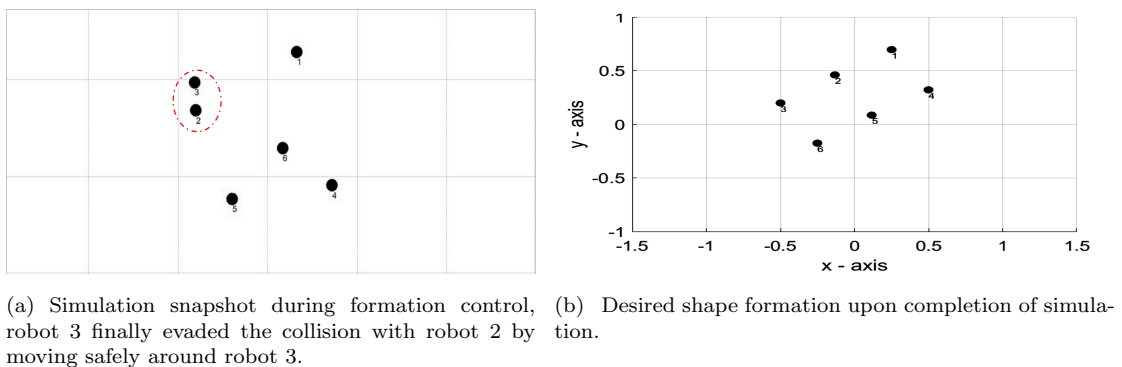 1
3
2
6
4
5
1
0.5
0
-0.5
-1
y - axis
1
2
4
3
5
6
-1.5 -1 -0.5 0 0.5 1 1.5
x - axis
(a) Simulation snapshot during formation control,
robot 3 finally evaded the collision with robot 2 by
moving safely around robot 3.
(b) Desired shape formation upon completion of simula-
tion.